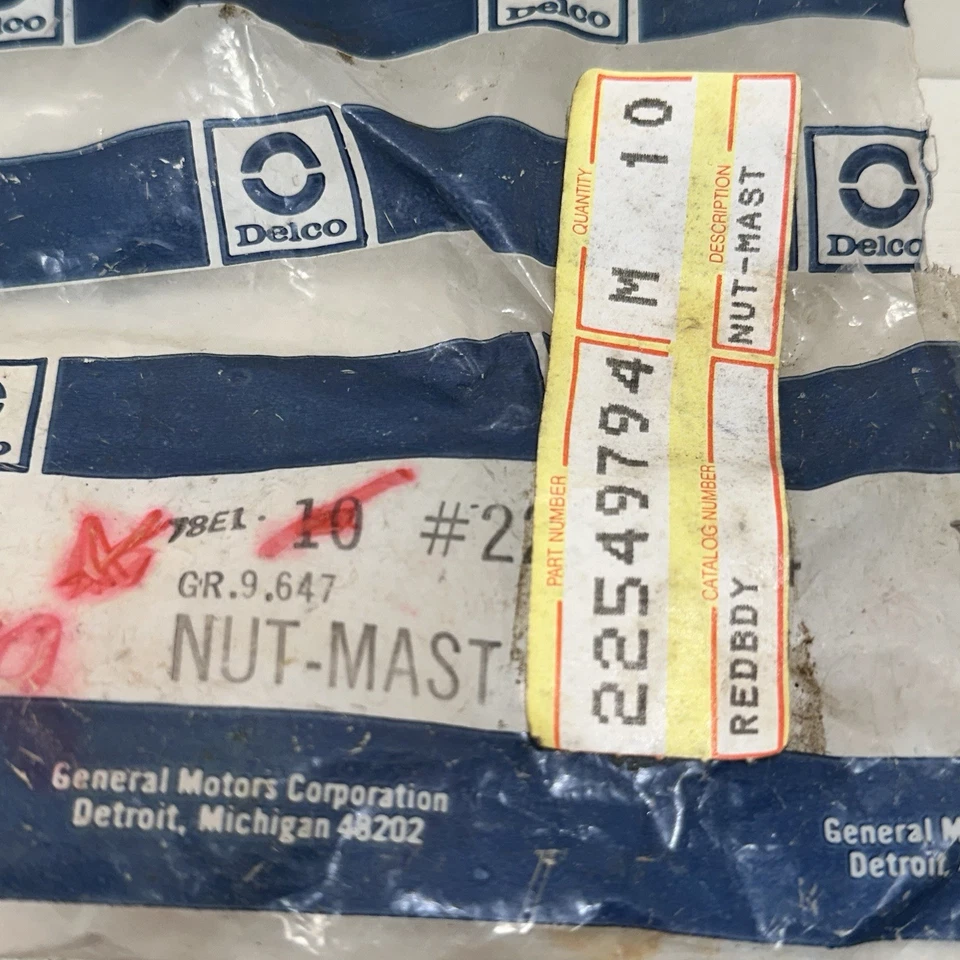 Delco
Delco
Delco
Delco
78E1. 10 #22
GR.9.647
NUT-MAST
General Motors Corporation
Detroit, Michigan 48202
General M
Detroit,
PART NUMBER
22549794
QUANTITY
M 10
CATALOG NUMBER
REDBDY
DESCRIPTION
NUT-MAST